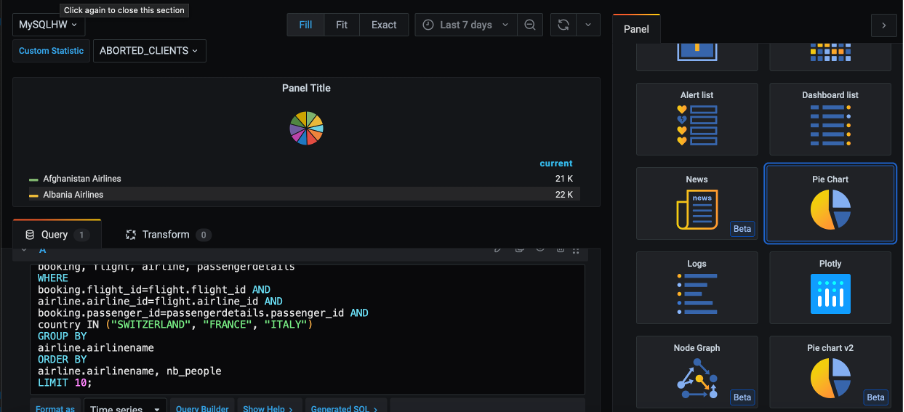 Click again to close this section
MySQLHW
Fill Fit Exact
Last 7 days
Custom Statistic ABORTED_CLIENTS
Panel Title
current
Afghanistan Airlines 21 K
Albania Airlines 22 K
Query 1 Transform 0
A
booking, flight, airline, passengerdetails
WHERE
booking.flight_id=flight.flight_id AND
airline.airline_id=flight.airline_id AND
booking.passenger_id=passengerdetails.passenger_id AND
country IN ("SWITZERLAND", "FRANCE", "ITALY")
GROUP BY
airline.airlinename
ORDER BY
airline.airlinename, nb_people
LIMIT 10;
Format as Time series Query Builder Show Help > Generated SQL >
Panel
Alert list Dashboard list
News Pie Chart
news
Beta
Logs Plotly
Node Graph Pie chart v2
Beta Beta